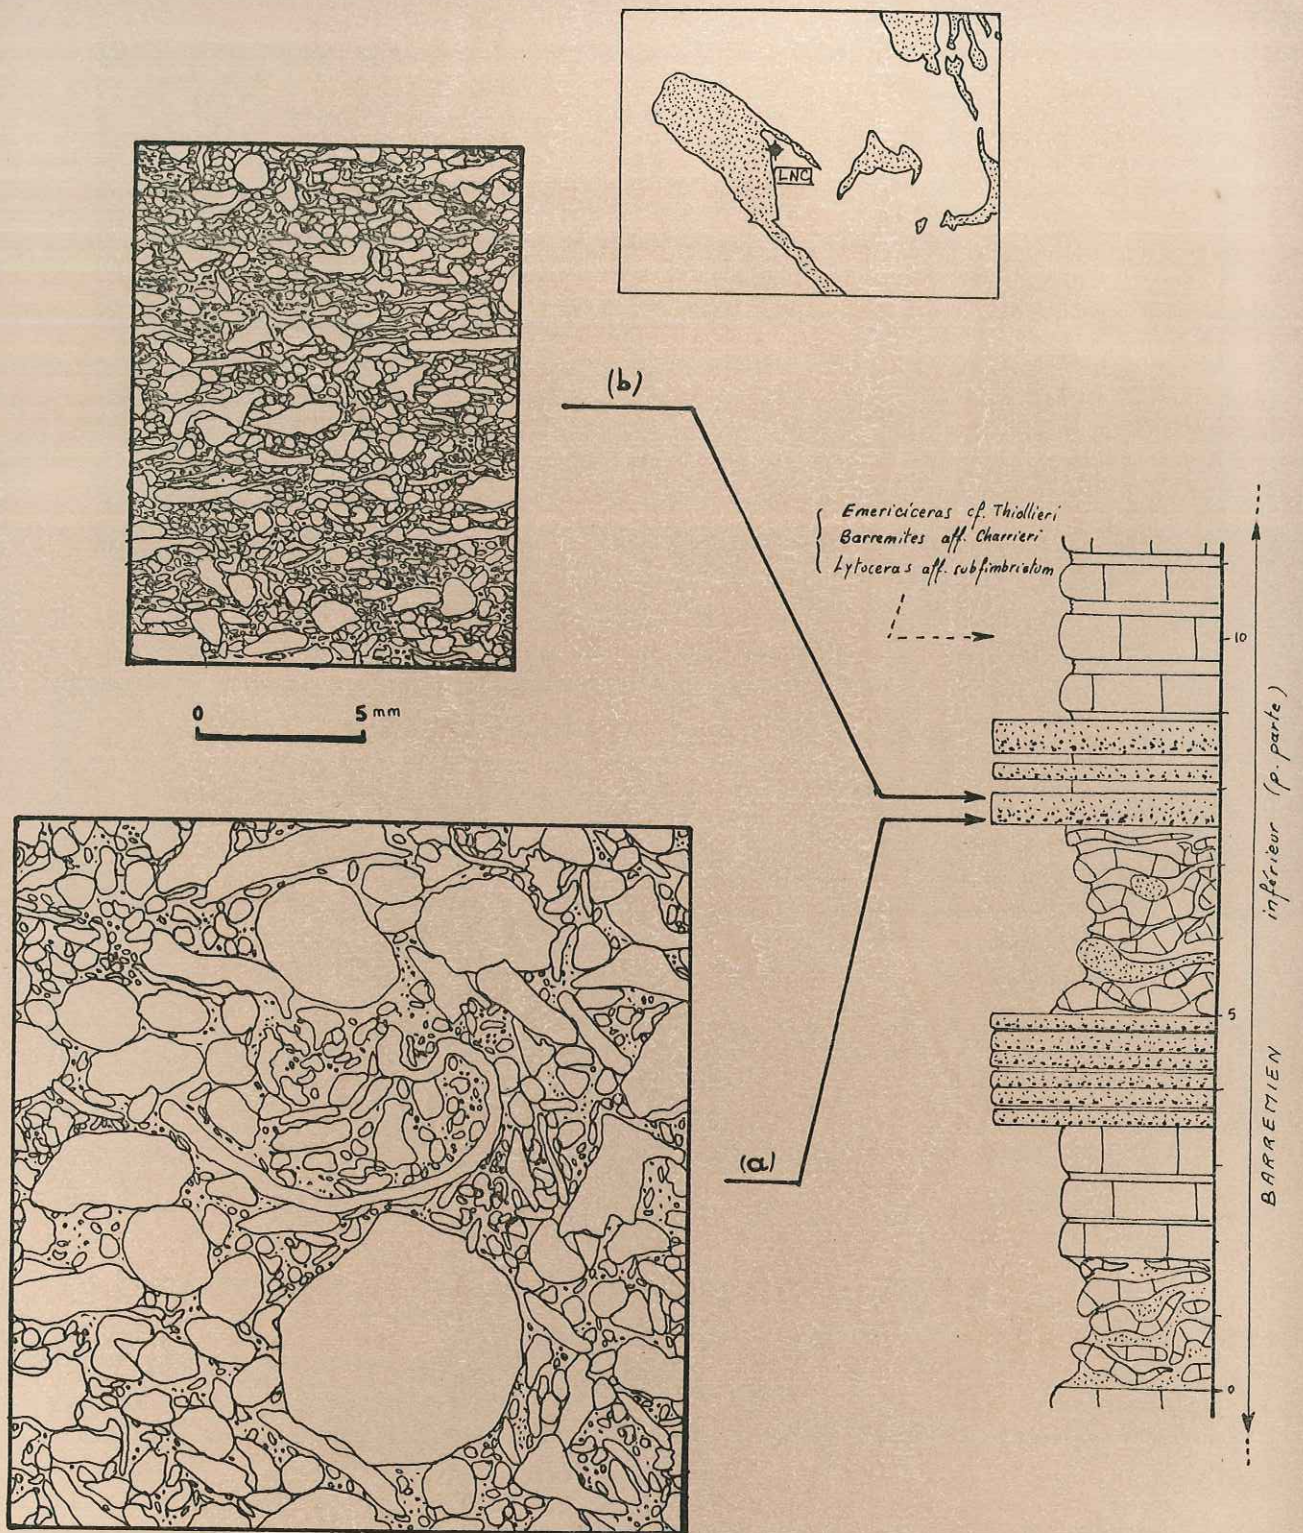 LNC
(b)
Emericiceras cf. Thiollieri
Barremites aff. Charrieri
Lytoceras aff. subfimbriatum
10
0 5 mm
5
(a)
0
BARREMIEN inférieur (p. parte)